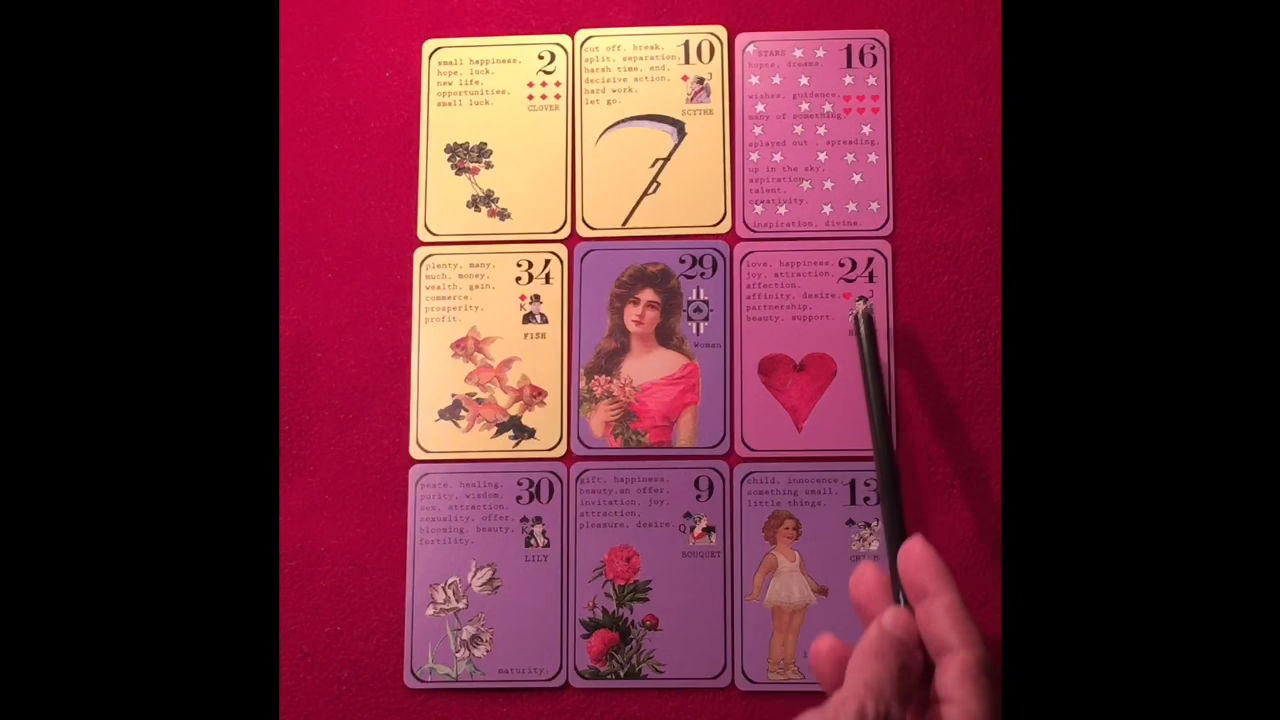 small happiness,
hope, luck,
new life,
opportunities,
small luck.
2
CLOVER
cut off, break,
split, separation,
harsh time, end,
decisive action,
hard work,
let go.
10
J
SCYTHE
STARS
hopes, dreams,
wishes, guidance,
many of something,
splayed out , spreading,
up in the sky,
aspiration,
talent,
creativity.
inspiration, divine.
16
plenty, many,
much, money,
wealth, gain,
commerce,
prosperity,
profit.
34
K
FISH
29
Woman
love, happiness,
joy, attraction,
affection.
affinity, desire,
partnership,
beauty, support.
24
J
peace, healing,
purity, wisdom,
sex, attraction,
sexuality, offer,
blooming, beauty,
fertility.
30
K
LILY
maturity.
gift, happiness,
beauty,an offer,
invitation, joy,
attraction,
pleasure, desire.
9
Q
BOUQUET
child, innocence,
something small,
little things,
13